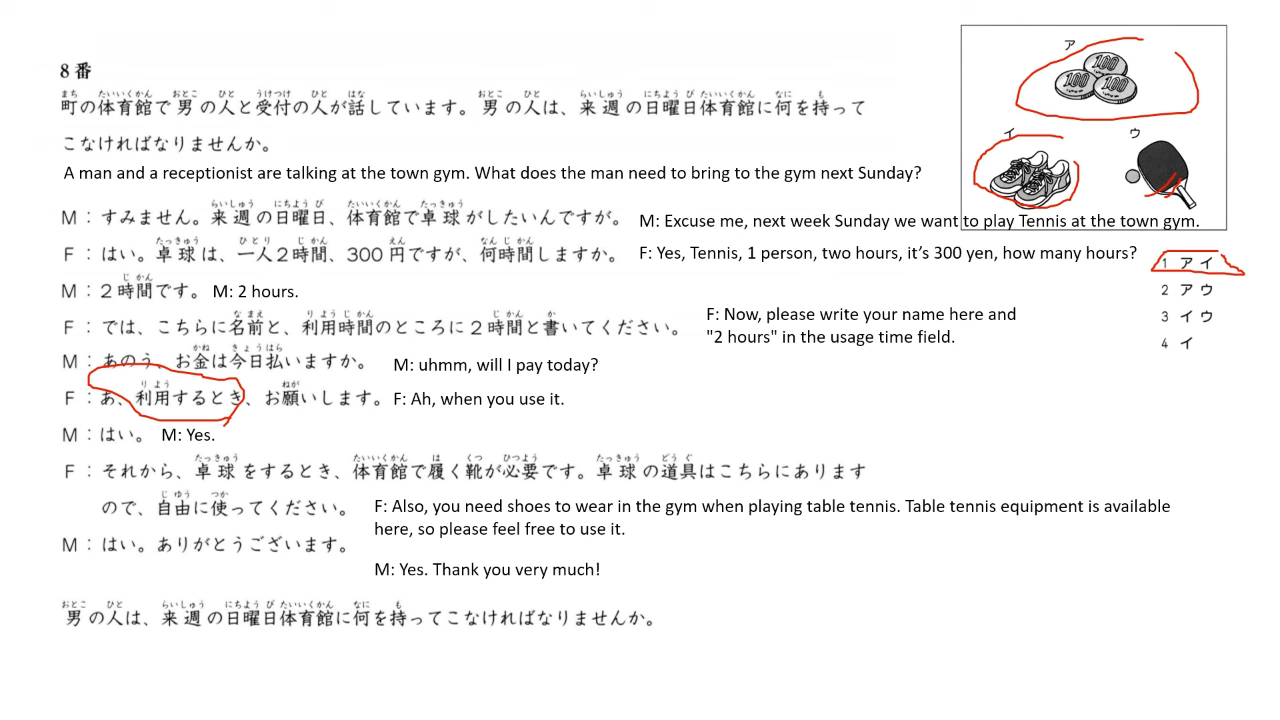 8番
町の体育館で男の人と受付の人が話しています。男の人は、来週の日曜日体育館に何を持って
こなければなりませんか。
A man and a receptionist are talking at the town gym. What does the man need to bring to the gym next Sunday?
M：すみません。来週の日曜日、体育館で卓球がしたいんですが。
M: Excuse me, next week Sunday we want to play Tennis at the town gym.
F：はい。卓球は、一人2時間、300円ですが、何時間しますか。
F: Yes, Tennis, 1 person, two hours, it’s 300 yen, how many hours?
M：2時間です。
M: 2 hours.
F：では、こちらに名前と、利用時間のところに2時間と書いてください。
F: Now, please write your name here and
"2 hours" in the usage time field.
M：あのう、お金は今日払いますか。
M: uhmm, will I pay today?
F：あ、利用するとき、お願いします。
F: Ah, when you use it.
M：はい。
M: Yes.
F：それから、卓球をするとき、体育館で履く靴が必要です。卓球の道具はこちらにあります
ので、自由に使ってください。
F: Also, you need shoes to wear in the gym when playing table tennis. Table tennis equipment is available
here, so please feel free to use it.
M：はい。ありがとうございます。
M: Yes. Thank you very much!
男の人は、来週の日曜日体育館に何を持ってこなければなりませんか。
ア
100
100
100
イ
ウ
1 アイ
2 アウ
3 イウ
4 イ